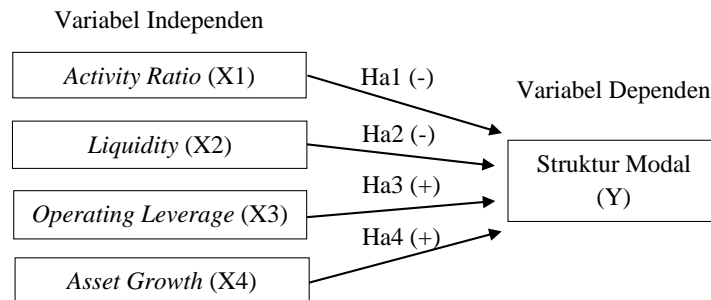 Variabel Independen
Activity Ratio (X1)
Ha1 (-)
Variabel Dependen
Liquidity (X2)
Ha2 (-)
Struktur Modal
(Y)
Ha3 (+)
Operating Leverage (X3)
Ha4 (+)
Asset Growth (X4)